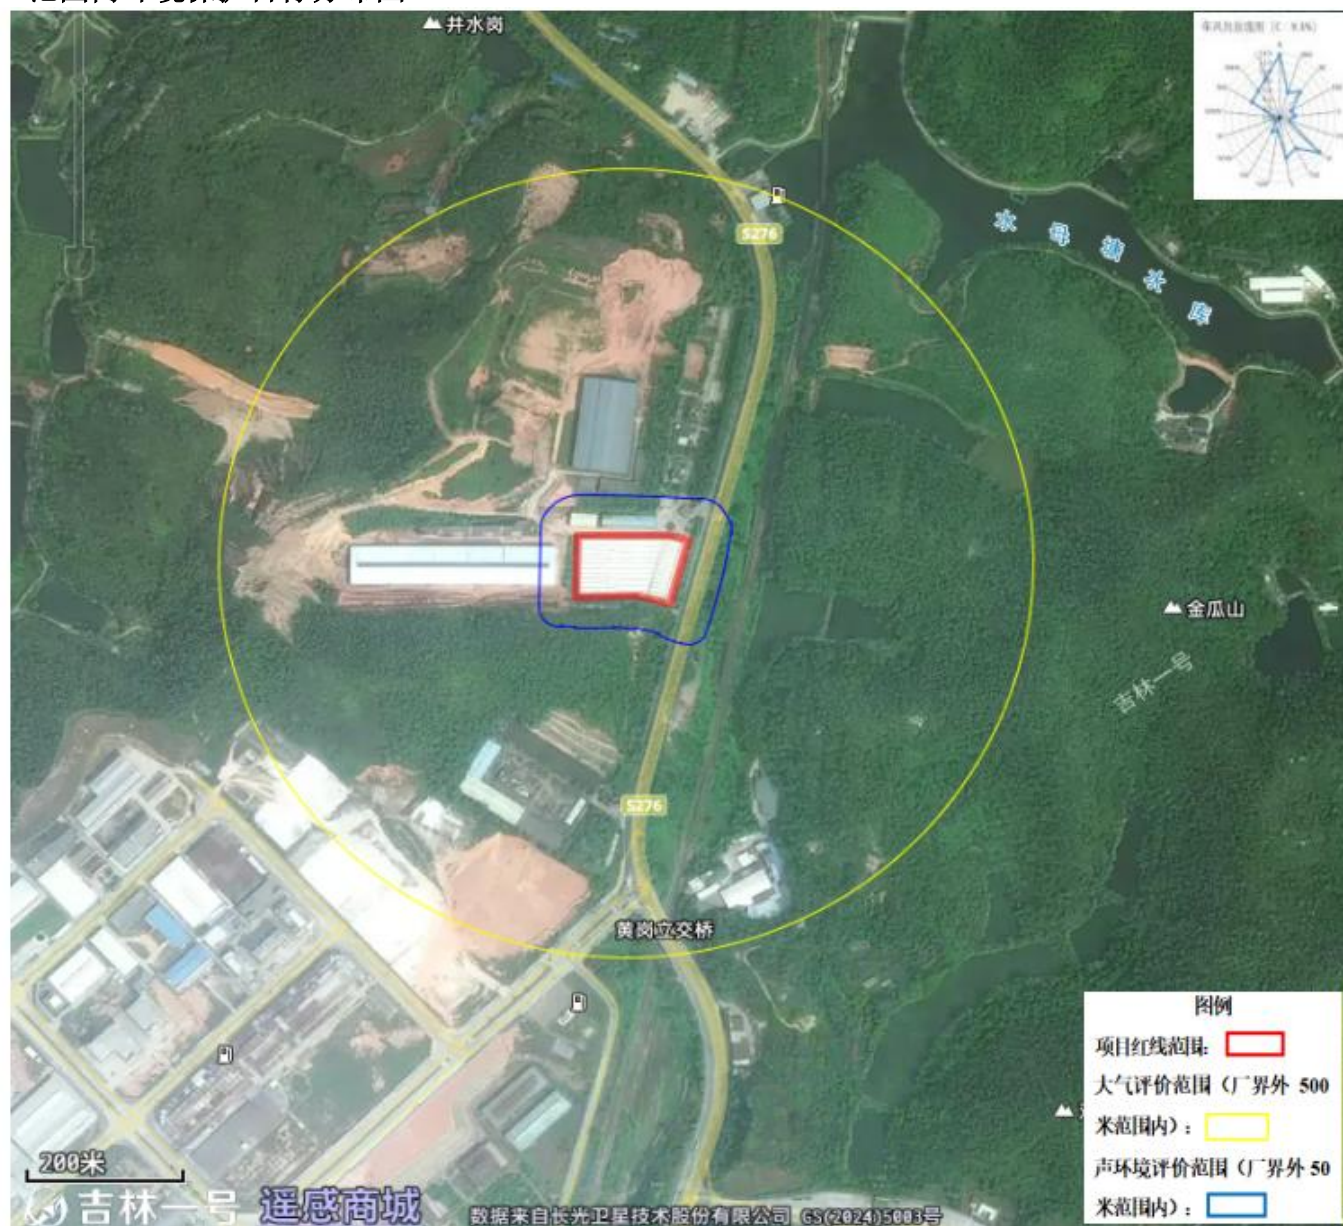 井水岗
S276
水母塘水库
金瓜山
吉林一号
S276
黄岗立交桥
图例
项目红线范围:
大气评价范围（厂界外 500
米范围内）:
声环境评价范围（厂界外 50
米范围内）:
200米
吉林一号 遥感商城
数据来自长光卫星技术股份有限公司 GS(2024)5003号